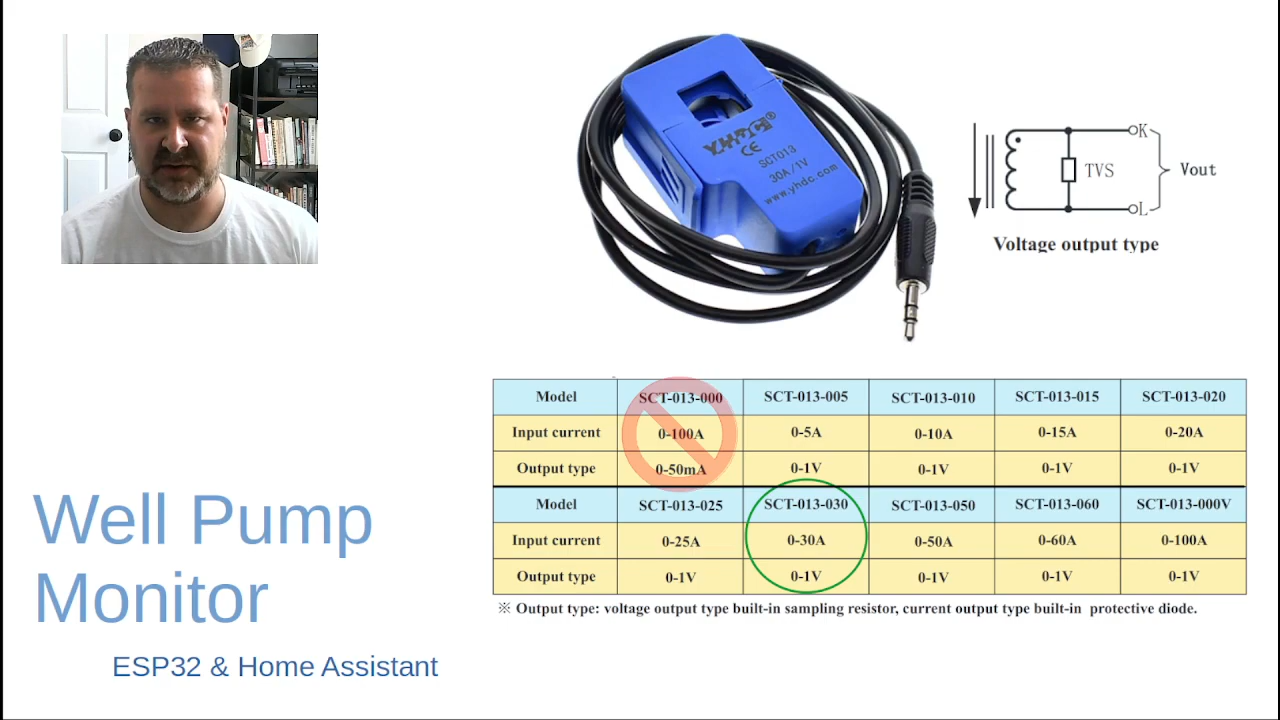 YHDC®
CE
SCT013
30A/1V
www.yhdc.com
K
TVS
Vout
L
Voltage output type
Model SCT-013-000 SCT-013-005 SCT-013-010 SCT-013-015 SCT-013-020
Input current 0-100A 0-5A 0-10A 0-15A 0-20A
Output type 0-50mA 0-1V 0-1V 0-1V 0-1V
Model SCT-013-025 SCT-013-030 SCT-013-050 SCT-013-060 SCT-013-000V
Input current 0-25A 0-30A 0-50A 0-60A 0-100A
Output type 0-1V 0-1V 0-1V 0-1V 0-1V
※ Output type: voltage output type built-in sampling resistor, current output type built-in protective diode.
Well Pump
Monitor
ESP32 & Home Assistant